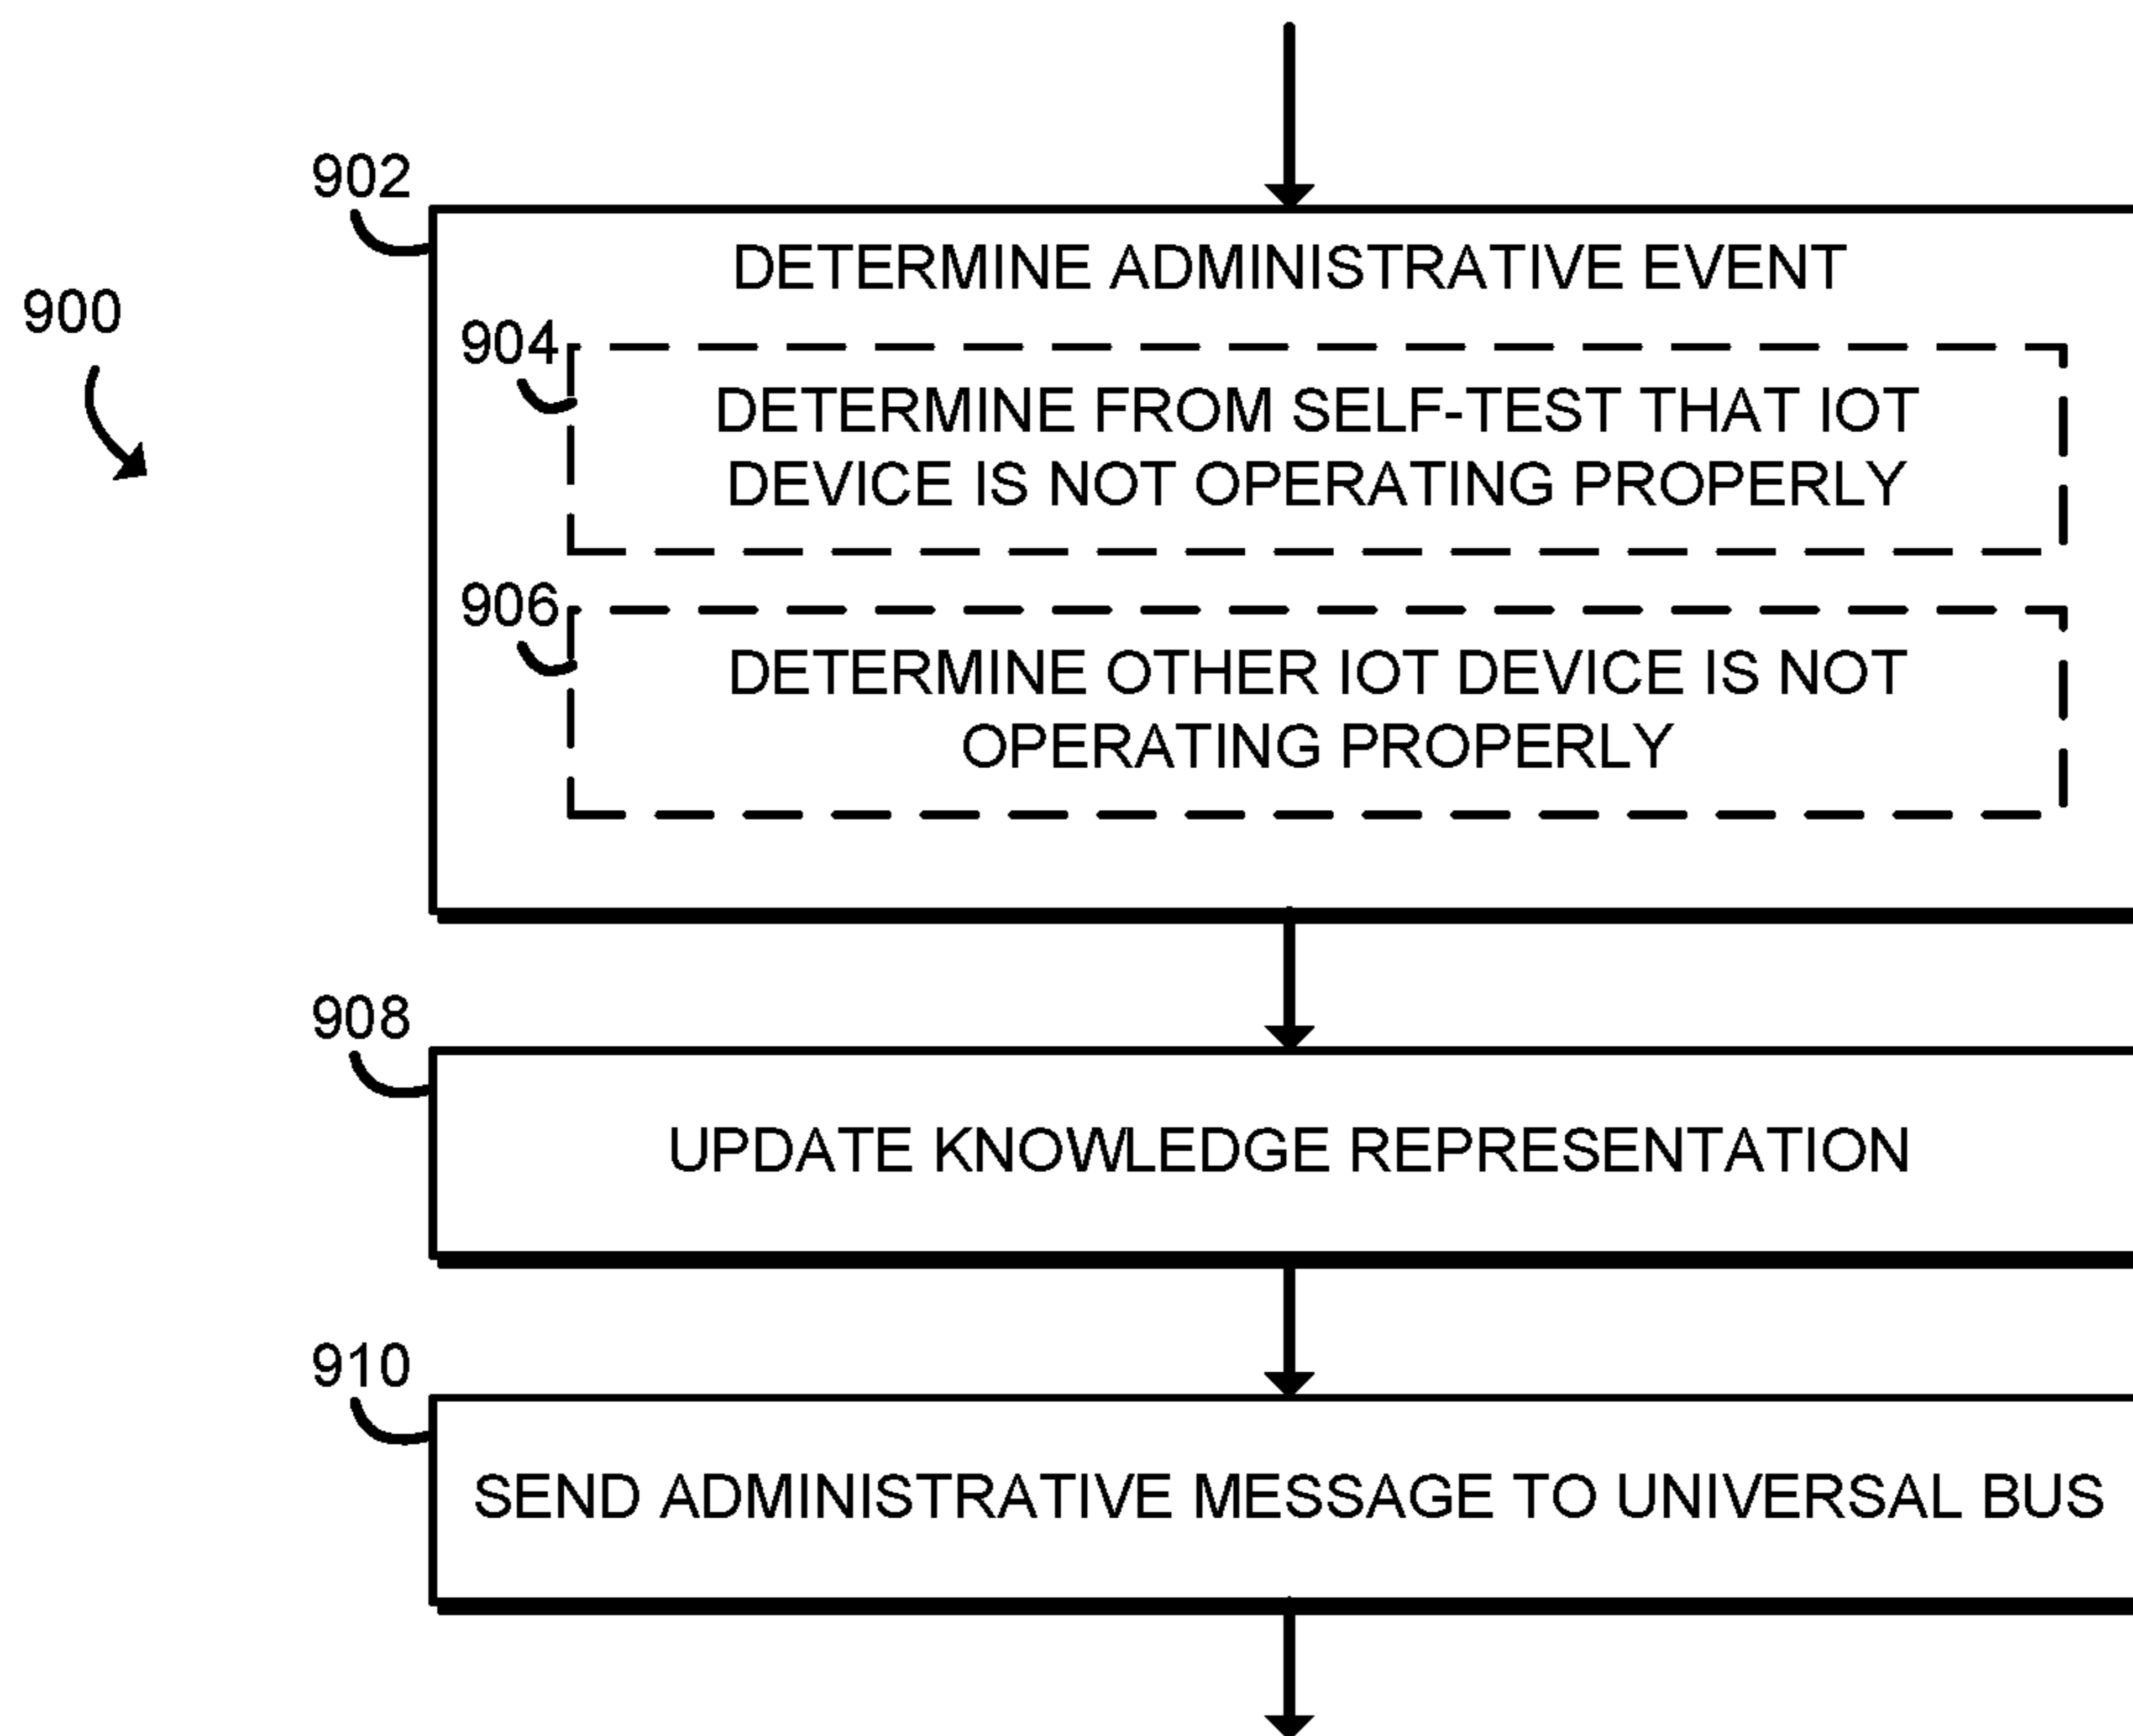 902
DETERMINE ADMINISTRATIVE EVENT
900
904
DETERMINE FROM SELF-TEST THAT IOT
DEVICE IS NOT OPERATING PROPERLY
906
DETERMINE OTHER IOT DEVICE IS NOT
OPERATING PROPERLY
908
UPDATE KNOWLEDGE REPRESENTATION
910
SEND ADMINISTRATIVE MESSAGE TO UNIVERSAL BUS